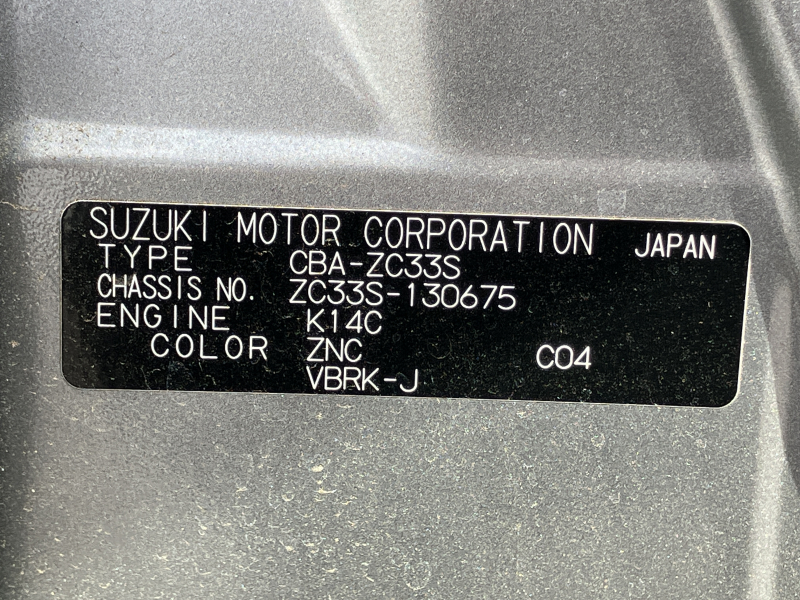 SUZUKI MOTOR CORPORATION JAPAN
TYPE CBA-ZC33S
CHASSIS NO. ZC33S-130675
ENGINE K14C
COLOR ZNC C04
VBRK-J